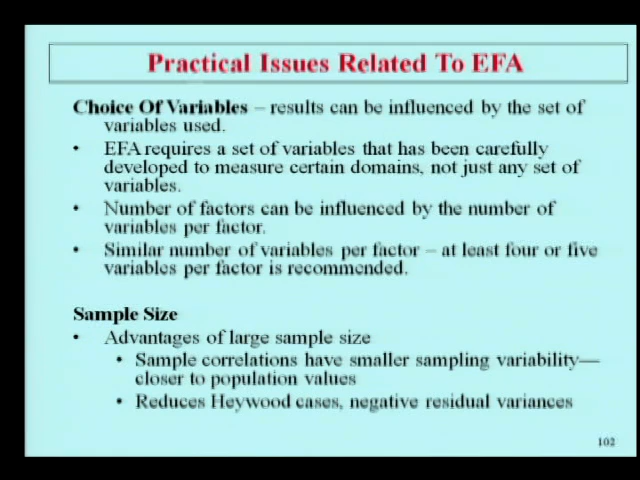 Practical Issues Related To EFA
Choice Of Variables – results can be influenced by the set of
variables used.
• EFA requires a set of variables that has been carefully
developed to measure certain domains, not just any set of
variables.
• Number of factors can be influenced by the number of
variables per factor.
• Similar number of variables per factor – at least four or five
variables per factor is recommended.
Sample Size
• Advantages of large sample size
• Sample correlations have smaller sampling variability—
closer to population values
• Reduces Heywood cases, negative residual variances
102